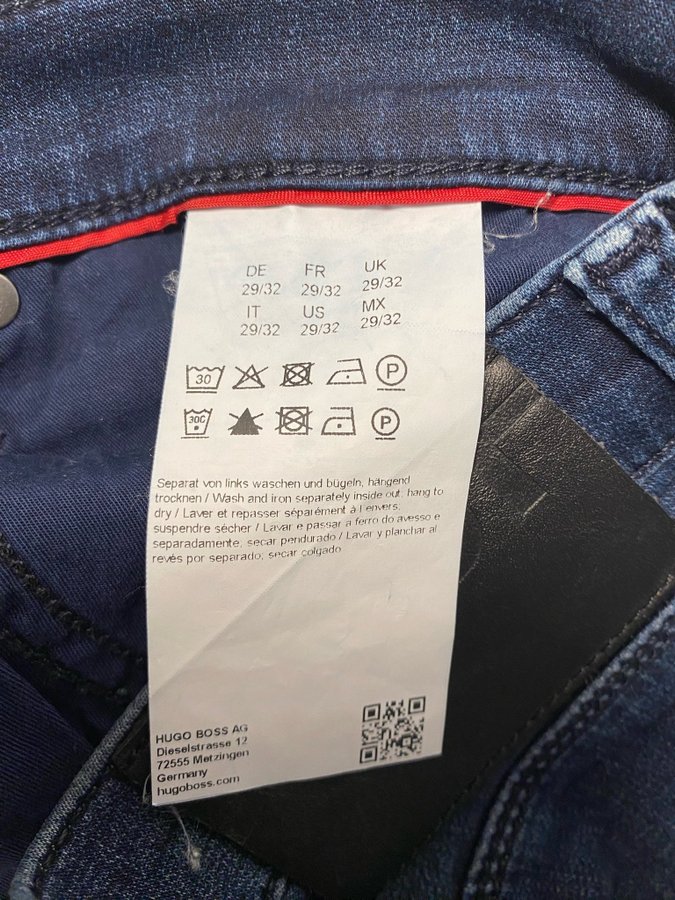 DE FR UK
29/32 29/32 29/32
IT US MX
29/32 29/32 29/32
30 P
30C P
Separat von links waschen und bügeln, hängend
trocknen / Wash and iron separately inside out; hang to
dry / Laver et repasser séparément à l envers;
suspendre sécher / Lavar e passar a ferro do avesso e
separadamente; secar pendurado / Lavar y planchar al
revés por separado; secar colgado
HUGO BOSS AG
Dieselstrasse 12
72555 Metzingen
Germany
hugoboss.com